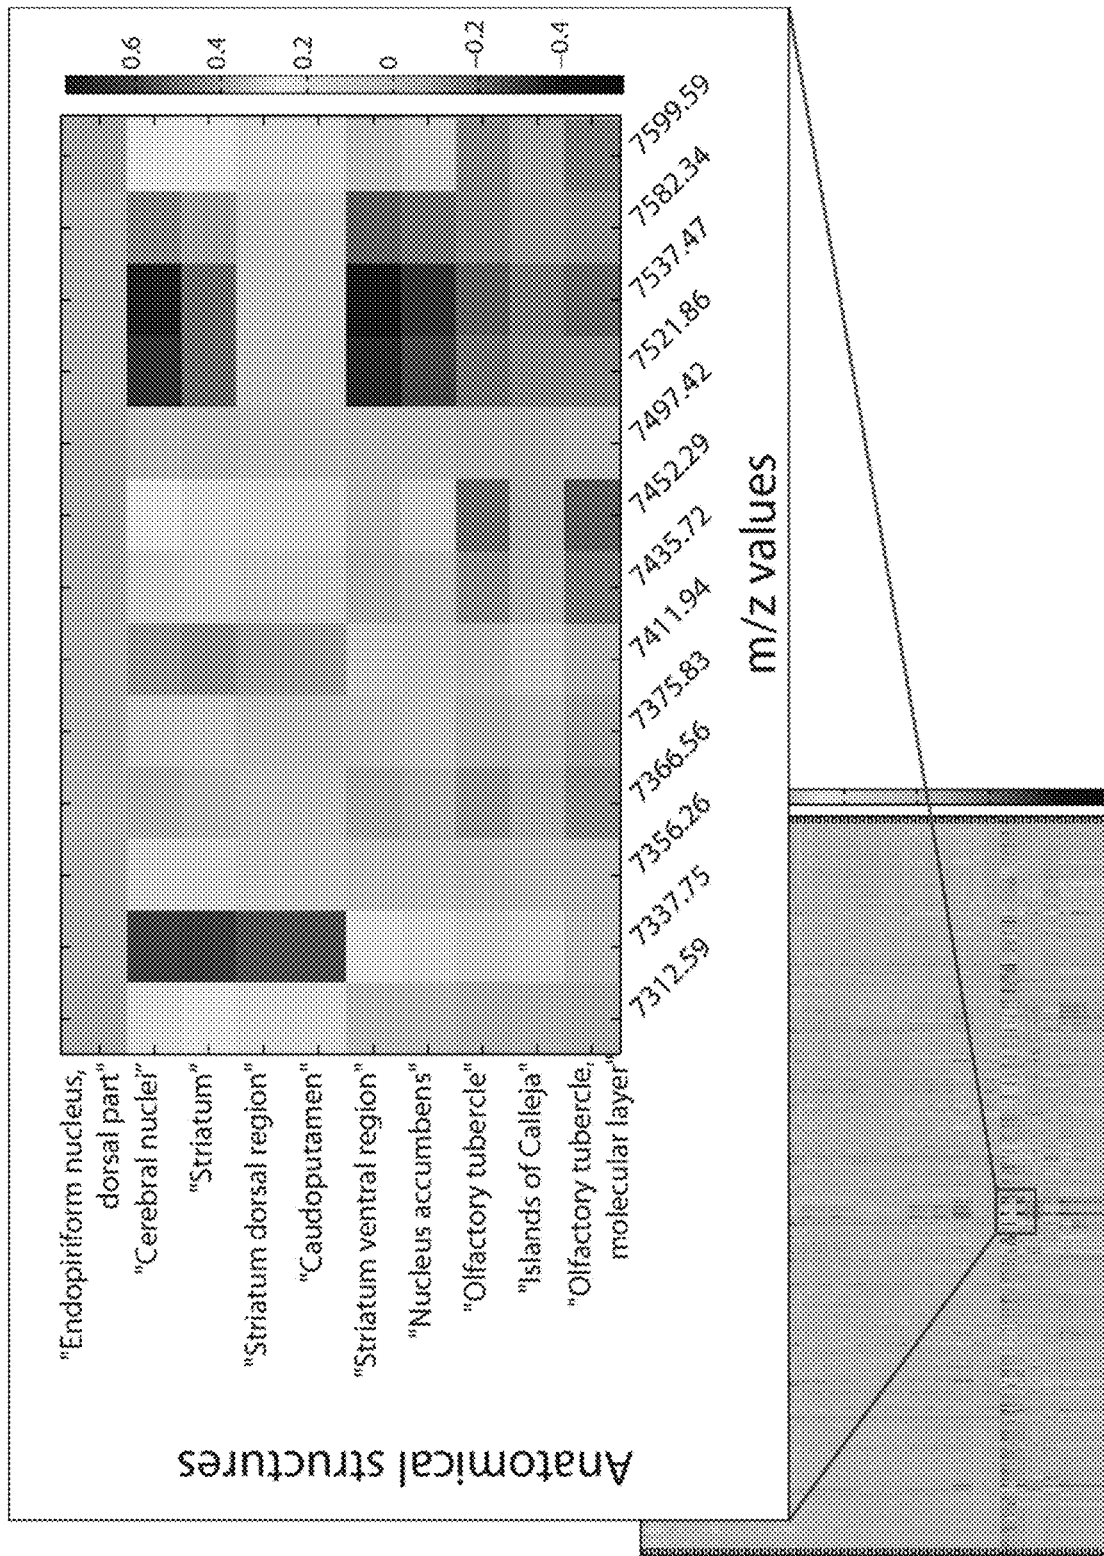 Anatomical structures
"Endopiriform nucleus,
dorsal part"
"Cerebral nuclei"
"Striatum"
"Striatum dorsal region"
"Caudoputamen"
"Striatum ventral region"
"Nucleus accumbens"
"Olfactory tubercle"
"Islands of Calleja"
"Olfactory tubercle,
molecular layer"
7312.59
7337.75
7356.26
7366.56
7375.83
7411.94
7435.72
7452.29
7497.42
7521.86
7537.47
7582.34
7599.59
m/z values
0.6
0.4
0.2
0
−0.2
−0.4